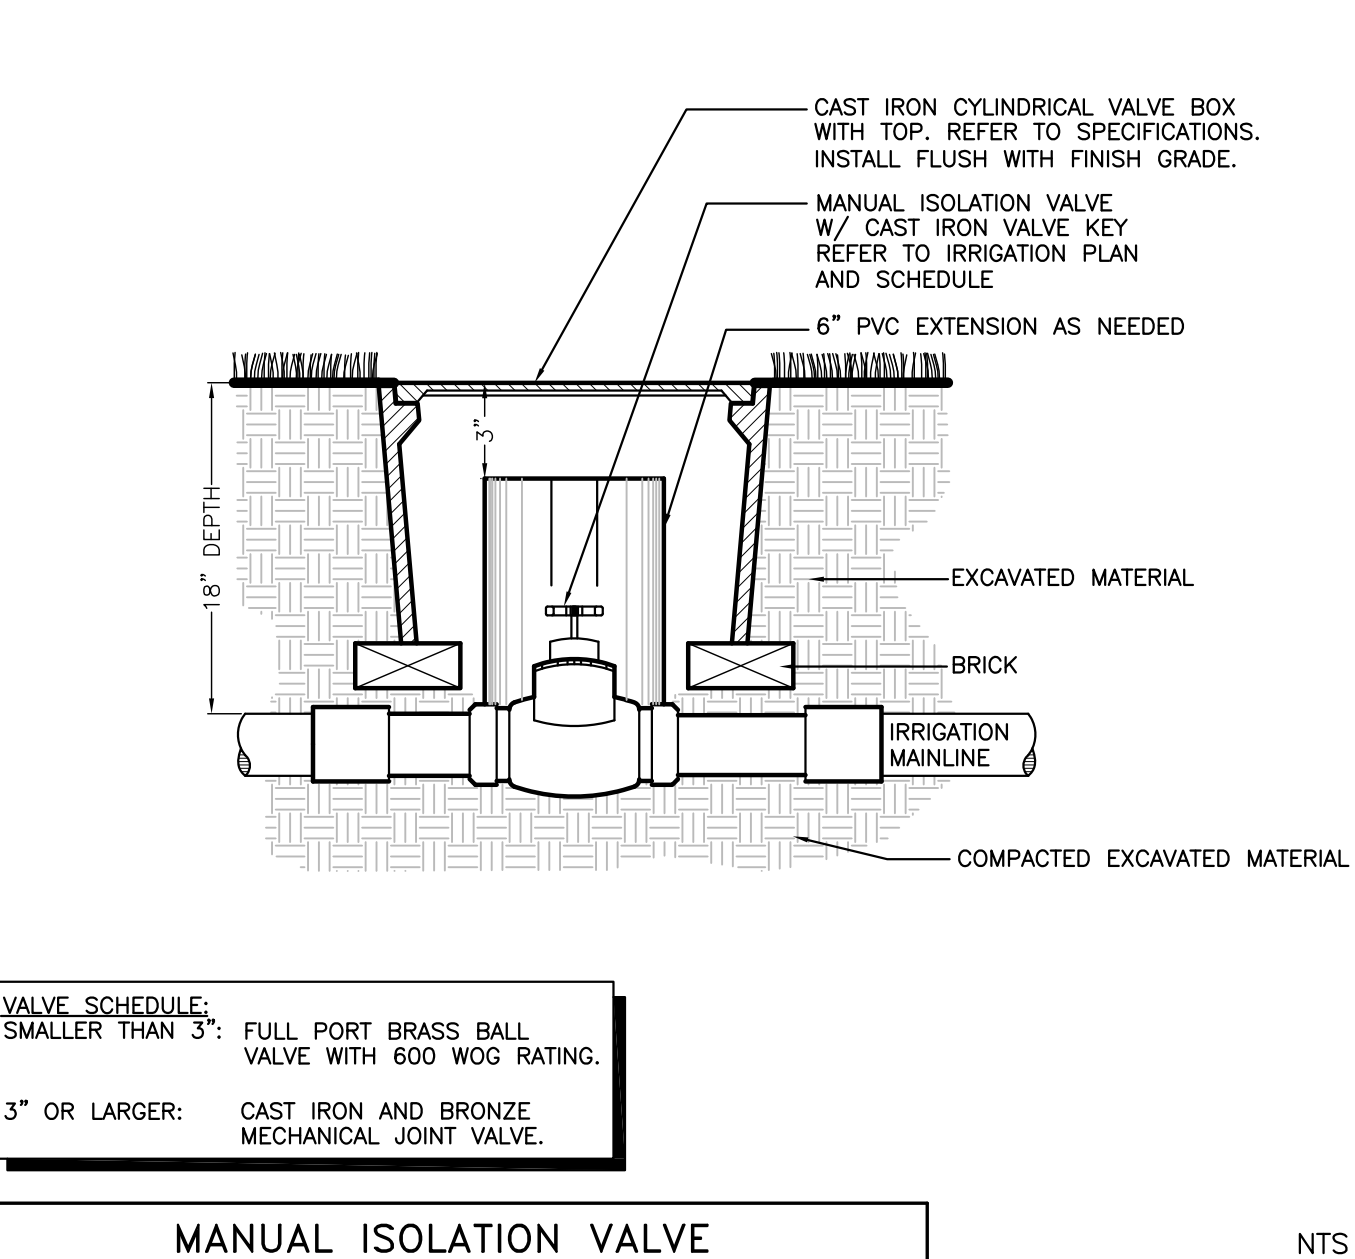 CAST IRON CYLINDRICAL VALVE BOX
WITH TOP. REFER TO SPECIFICATIONS.
INSTALL FLUSH WITH FINISH GRADE.
MANUAL ISOLATION VALVE
W/ CAST IRON VALVE KEY
REFER TO IRRIGATION PLAN
AND SCHEDULE
6" PVC EXTENSION AS NEEDED
3"
18" DEPTH
EXCAVATED MATERIAL
BRICK
IRRIGATION
MAINLINE
COMPACTED EXCAVATED MATERIAL
VALVE SCHEDULE:
SMALLER THAN 3": FULL PORT BRASS BALL
VALVE WITH 600 WOG RATING.
3" OR LARGER: CAST IRON AND BRONZE
MECHANICAL JOINT VALVE.
MANUAL ISOLATION VALVE
NTS